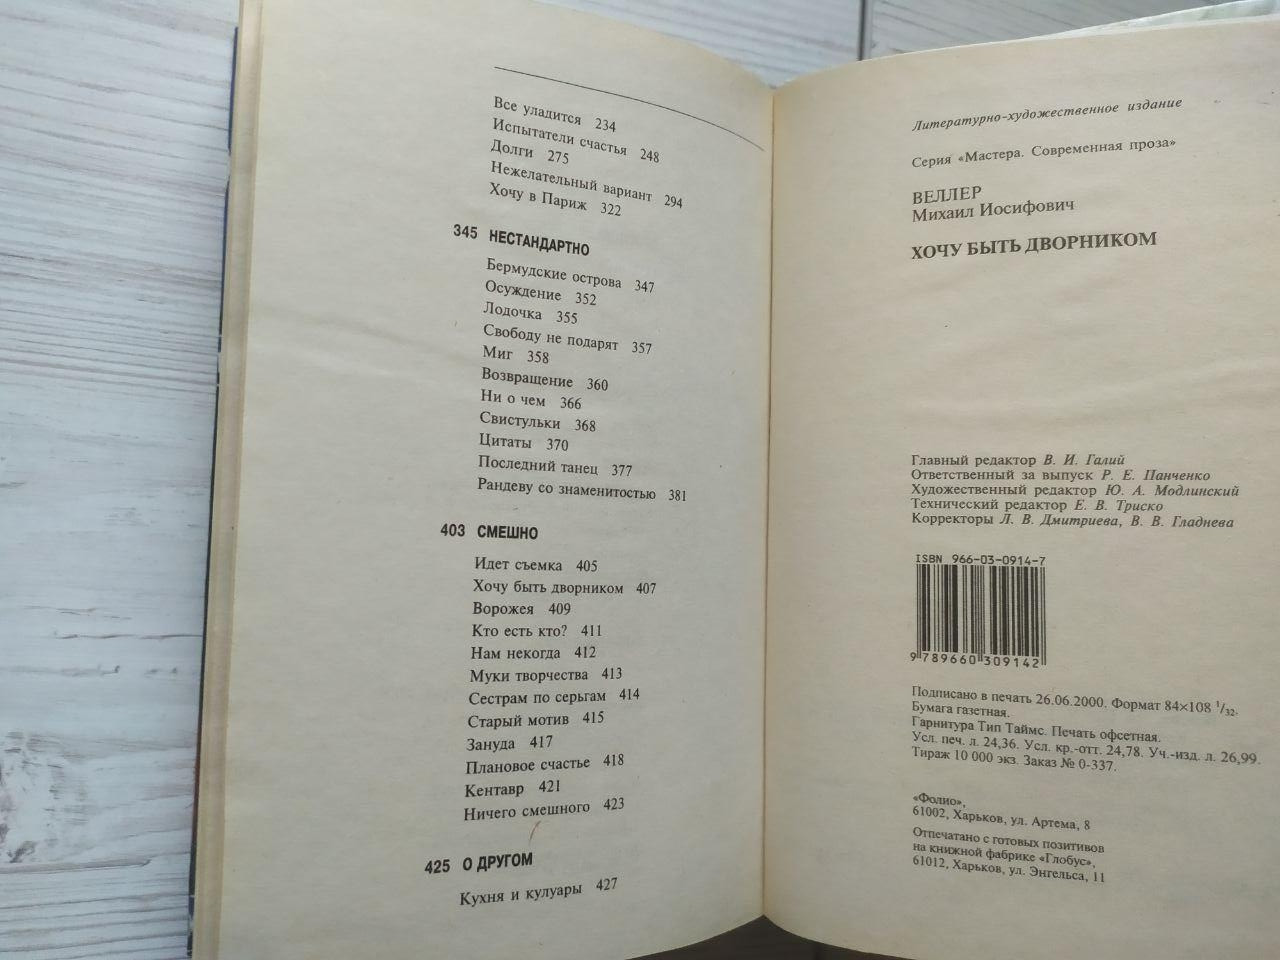 Все уладится 234
Испытатели счастья 248
Долги 275
Нежелательный вариант 294
Хочу в Париж 322
345 НЕСТАНДАРТНО
Бермудские острова 347
Осуждение 352
Лодочка 355
Свободу не подарят 357
Миг 358
Возвращение 360
Ни о чем 366
Свистульки 368
Цитаты 370
Последний танец 377
Рандеву со знаменитостью 381
403 СМЕШНО
Идет съемка 405
Хочу быть дворником 407
Ворожея 409
Кто есть кто? 411
Нам некогда 412
Муки творчества 413
Сестрам по серьгам 414
Старый мотив 415
Зануда 417
Плановое счастье 418
Кентавр 421
Ничего смешного 423
425 О ДРУГОМ
Кухня и кулуары 427
Литературно-художественное издание
Серия «Мастера. Современная проза»
ВЕЛЛЕР
Михаил Иосифович
ХОЧУ БЫТЬ ДВОРНИКОМ
Главный редактор В. И. Галий
Ответственный за выпуск Р. Е. Панченко
Художественный редактор Ю. А. Модлинский
Технический редактор Е. В. Триско
Корректоры Л. В. Дмитриева, В. В. Гладнева
ISBN 966-03-0914-7
9 789660 309142
Подписано в печать 26.06.2000. Формат 84×108 1/32.
Бумага газетная.
Гарнитура Тип Таймс. Печать офсетная.
Усл. печ. л. 24,36. Усл. кр.-отт. 24,78. Уч.-изд. л. 26,99.
Тираж 10 000 экз. Заказ № 0-337.
«Фолио»,
61002, Харьков, ул. Артема, 8
Отпечатано с готовых позитивов
на книжной фабрике «Глобус»,
61012, Харьков, ул. Энгельса, 11